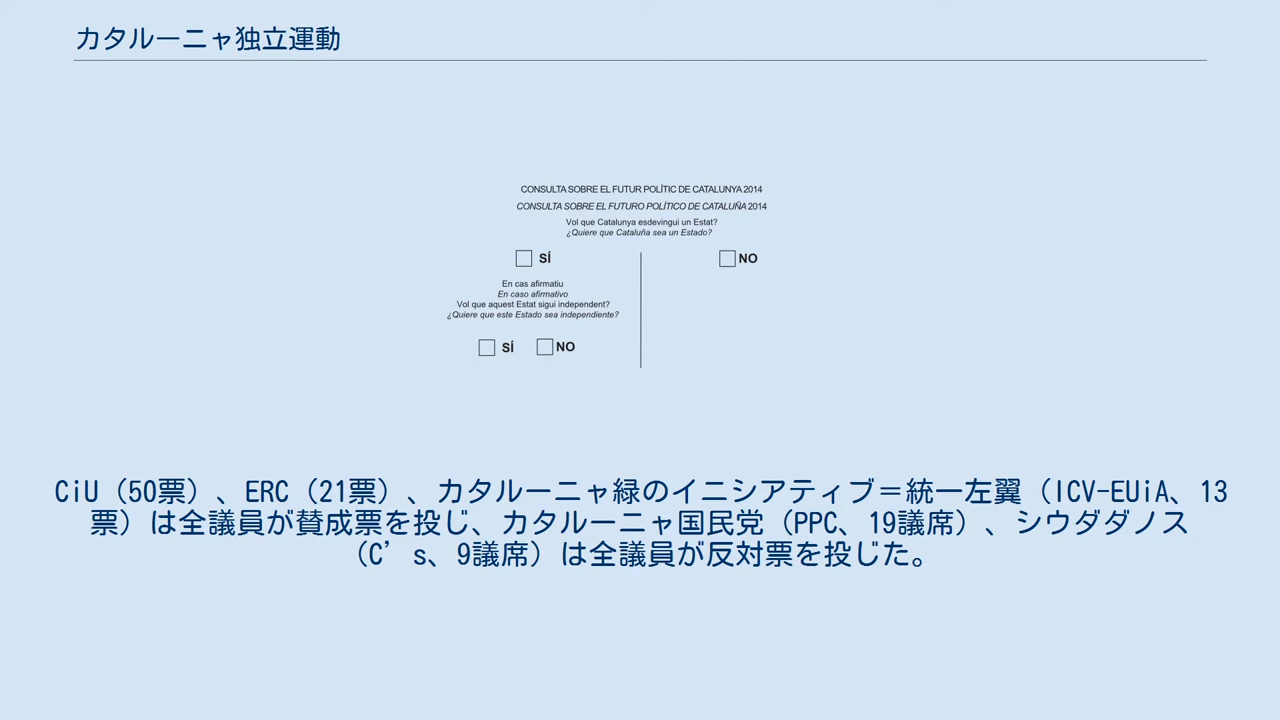 カタルーニャ独立運動
CONSULTA SOBRE EL FUTUR POLÍTIC DE CATALUNYA 2014
CONSULTA SOBRE EL FUTURO POLÍTICO DE CATALUÑA 2014
Vol que Catalunya esdevingui un Estat?
¿Quiere que Cataluña sea un Estado?
SÍ NO
En cas afirmatiu
En caso afirmativo
Vol que aquest Estat sigui independent?
¿Quiere que este Estado sea independiente?
SÍ NO
CiU（50票）、ERC（21票）、カタルーニャ緑のイニシアティブ＝統一左翼（ICV-EUiA、13
票）は全議員が賛成票を投じ、カタルーニャ国民党（PPC、19議席）、シウダダノス
（C’s、9議席）は全議員が反対票を投じた。